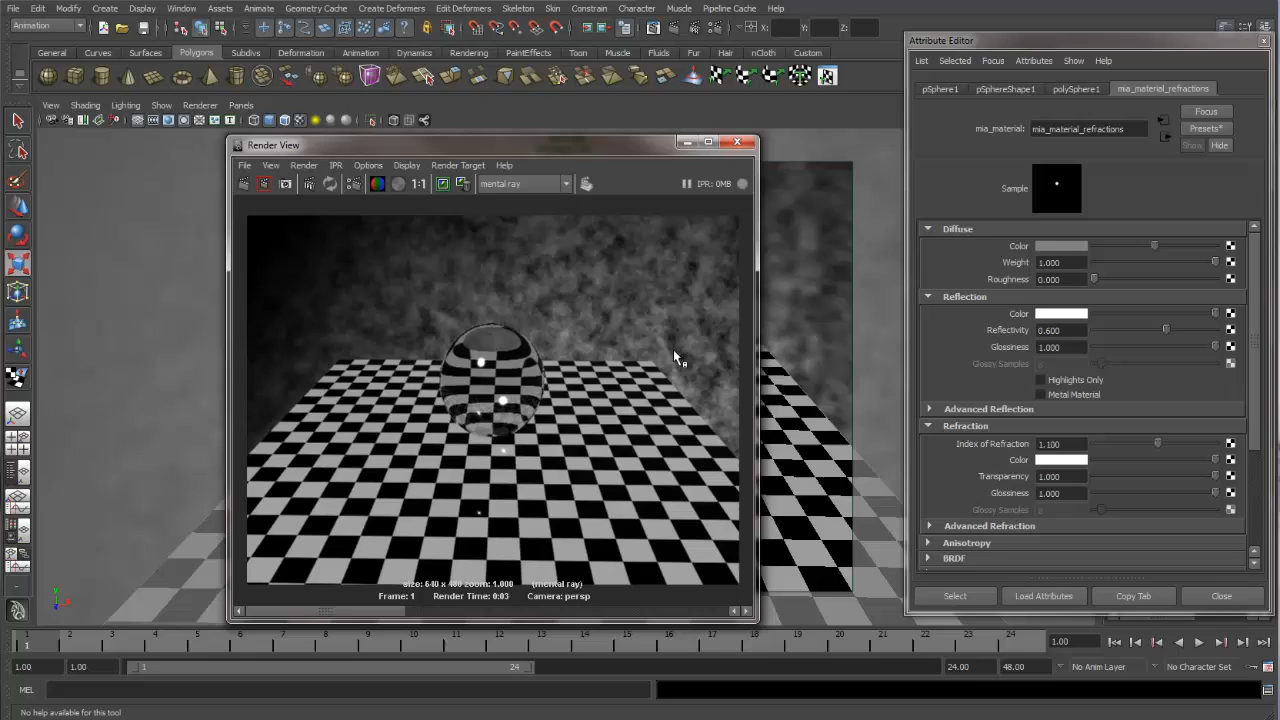 File Edit Modify Create Display Window Assets Animate Geometry Cache Create Deformers Edit Deformers Skeleton Skin Constrain Character Muscle Pipeline Cache Help
Animation X: Y: Z:
General Curves Surfaces Polygons Subdivs Deformation Animation Dynamics Rendering PaintEffects Toon Muscle Fluids Fur Hair nCloth Custom
View Shading Lighting Show Renderer Panels
Render View
File View Render IPR Options Display Render Target Help
1:1 mental ray IPR: 0MB
size: 640 x 480 zoom: 1.000 (mental ray)
Frame: 1 Render Time: 0:03 Camera: persp
Attribute Editor
List Selected Focus Attributes Show Help
pSphere1 pSphereShape1 polySphere1 mia_material_refractions
Focus
mia_material: mia_material_refractions Presets*
Show Hide
Sample
Diffuse
Color
Weight 1.000
Roughness 0.000
Reflection
Color
Reflectivity 0.600
Glossiness 1.000
Glossy Samples 8
Highlights Only
Metal Material
Advanced Reflection
Refraction
Index of Refraction 1.100
Color
Transparency 1.000
Glossiness 1.000
Glossy Samples 8
Advanced Refraction
Anisotropy
BRDF
Select Load Attributes Copy Tab Close
1 2 3 4 5 6 7 8 9 10 11 12 13 14 15 16 17 18 19 20 21 22 23 24
1 1.00
1.00 1.00 1 24 24.00 48.00 No Anim Layer No Character Set
MEL
No help available for this tool